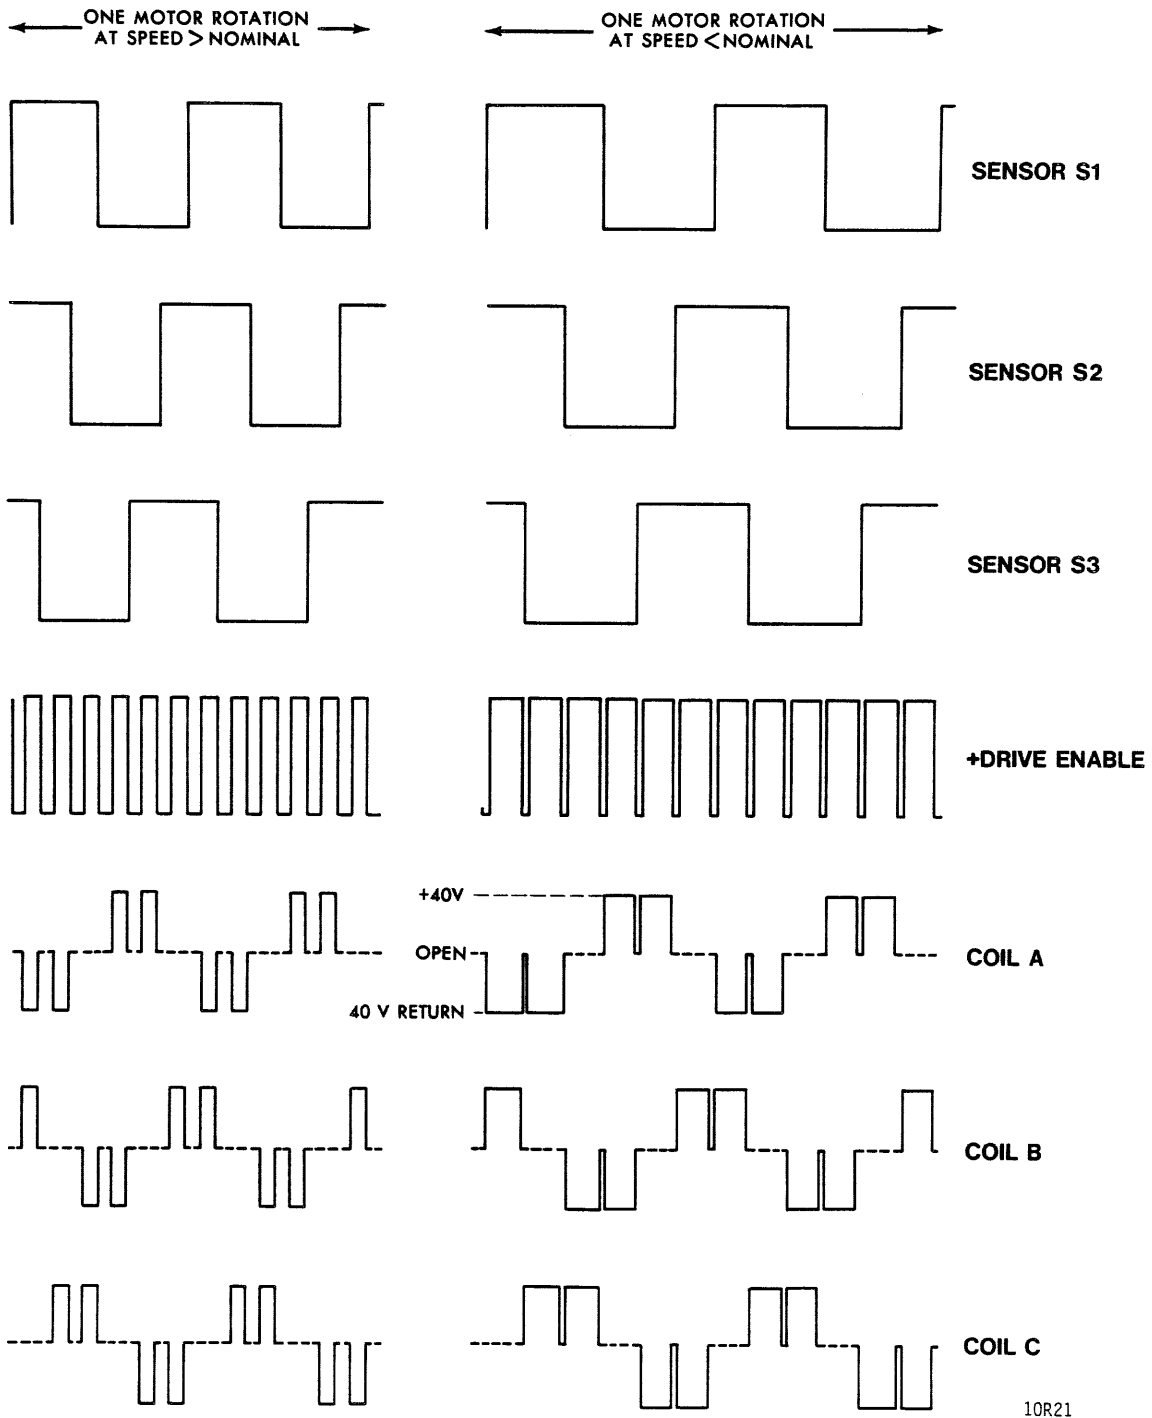 ONE MOTOR ROTATION
AT SPEED > NOMINAL
ONE MOTOR ROTATION
AT SPEED < NOMINAL
SENSOR S1
SENSOR S2
SENSOR S3
+DRIVE ENABLE
+40V
OPEN
40 V RETURN
COIL A
COIL B
COIL C
10R21